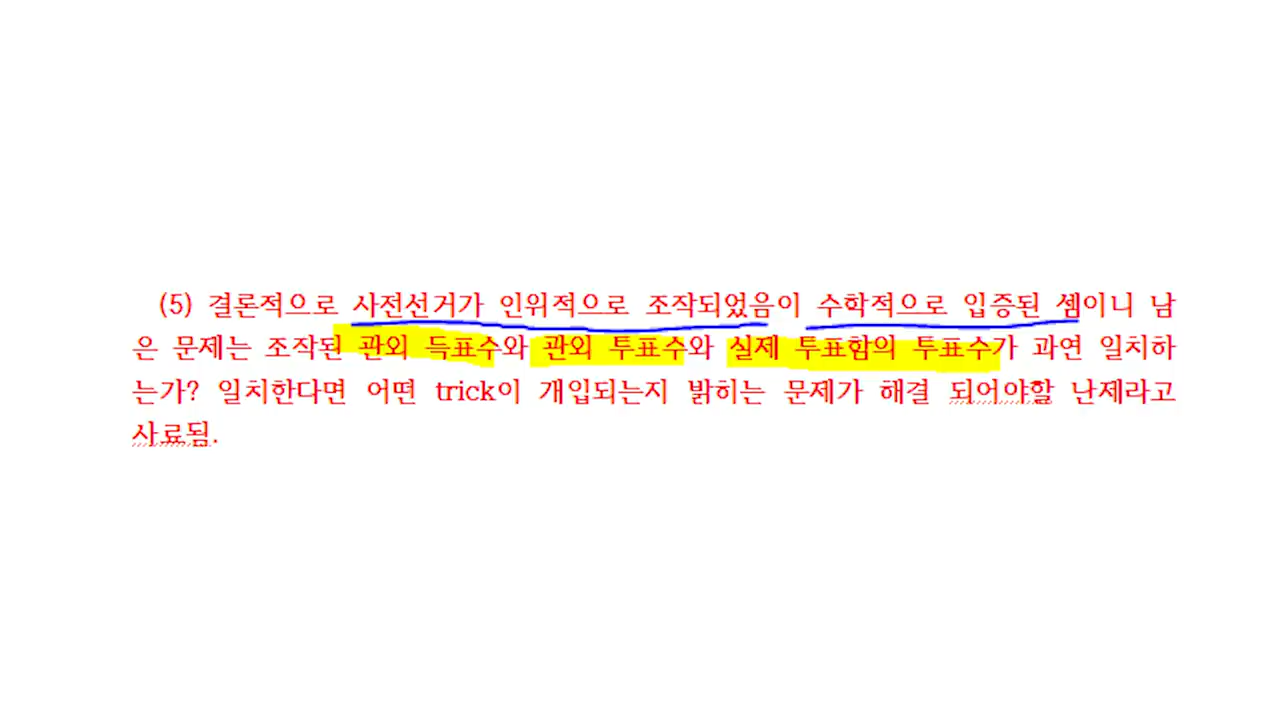 (5) 결론적으로 사전선거가 인위적으로 조작되었음이 수학적으로 입증된 셈이니 남
은 문제는 조작된 관외 득표수와 관외 투표수와 실제 투표함의 투표수가 과연 일치하
는가? 일치한다면 어떤 trick이 개입되는지 밝히는 문제가 해결 되어야할 난제라고
사료됨.